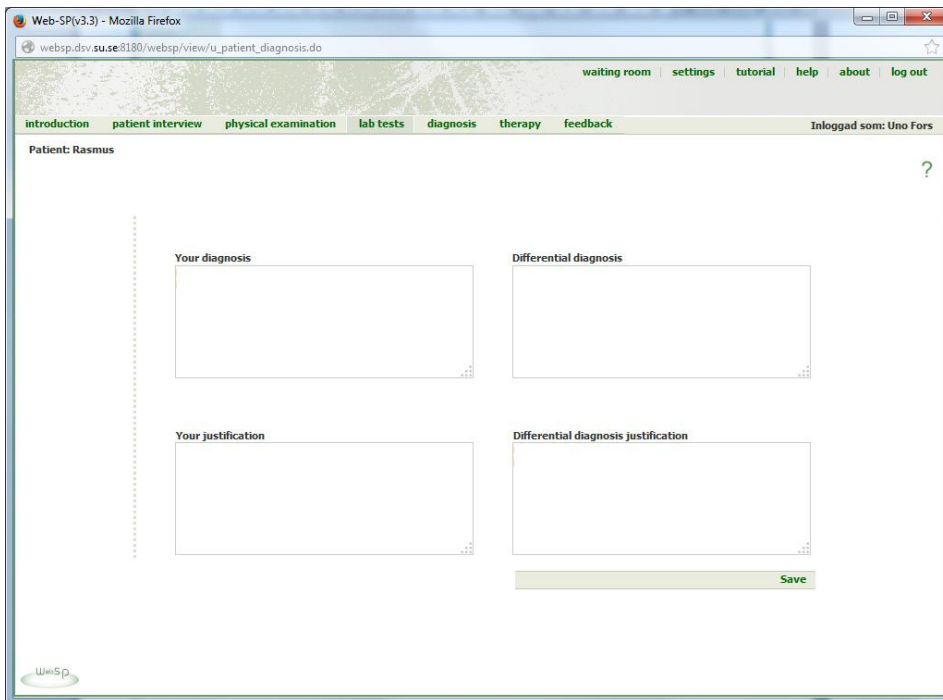 Web-SP(v3.3) - Mozilla Firefox
websp.dsv.su.se:8180/websp/view/u_patient_diagnosis.do
waiting room | settings | tutorial | help | about | log out
introduction patient interview physical examination lab tests diagnosis therapy feedback Inloggad som: Uno Fors
Patient: Rasmus
?
Your diagnosis Differential diagnosis
Your justification Differential diagnosis justification
Save
WebSp